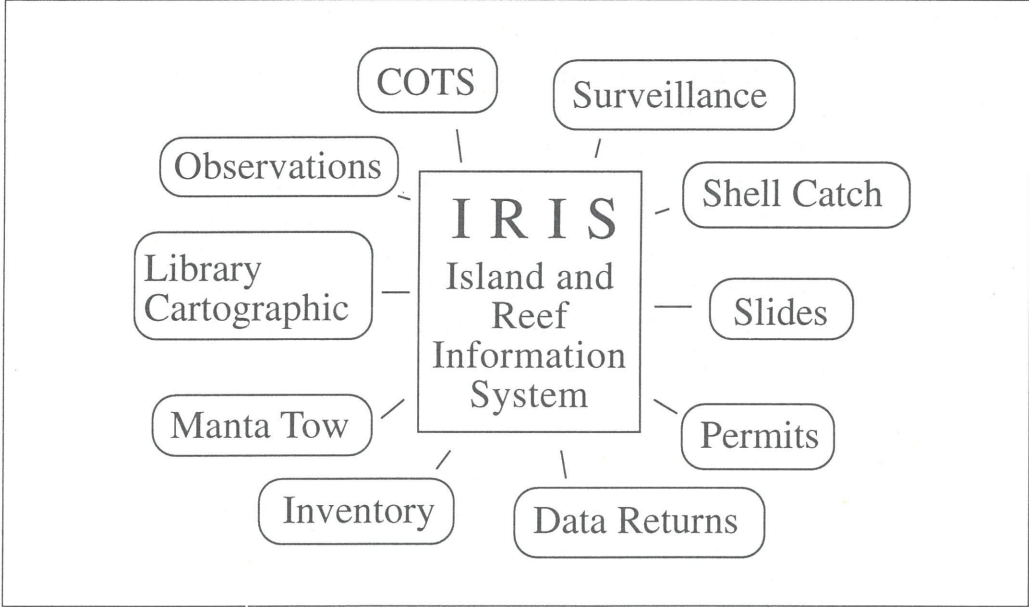 COTS
Surveillance
Observations
Shell Catch
I R I S
Island and
Reef
Information
System
Library
Cartographic
Slides
Manta Tow
Permits
Inventory
Data Returns